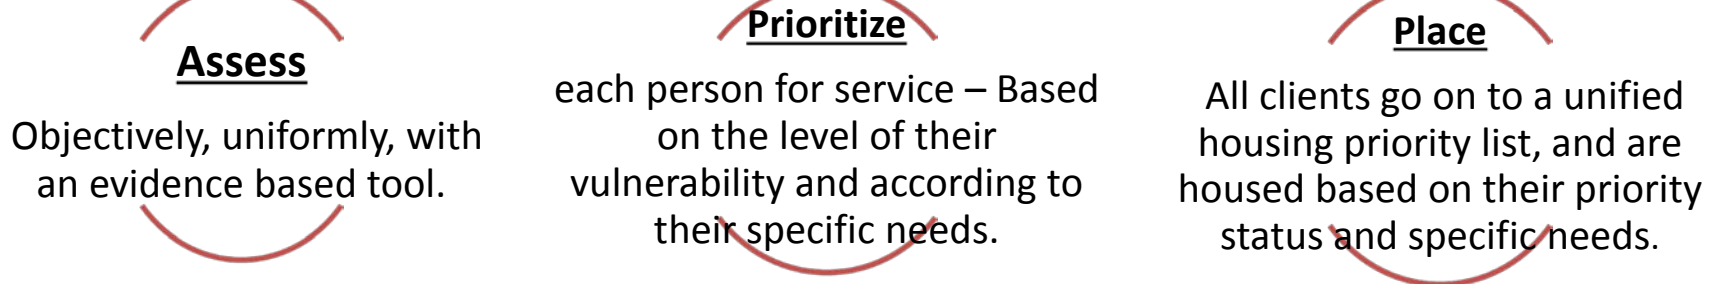 Assess
Objectively, uniformly, with
an evidence based tool.
Prioritize
each person for service – Based
on the level of their
vulnerability and according to
their specific needs.
Place
All clients go on to a unified
housing priority list, and are
housed based on their priority
status and specific needs.